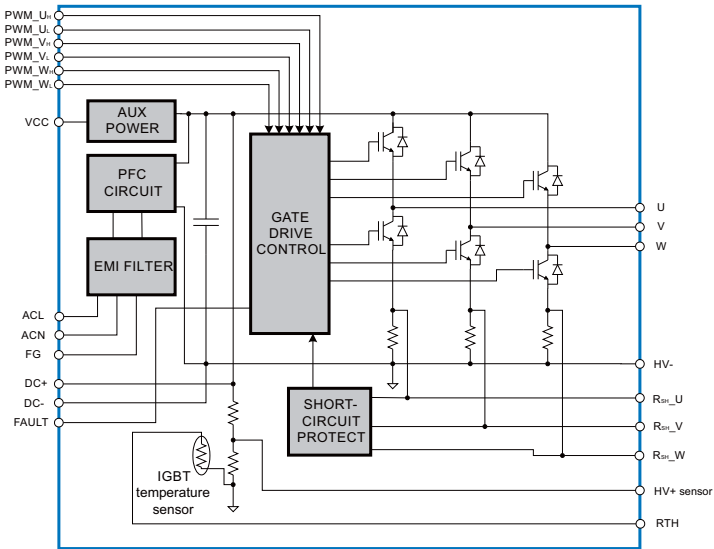 PWM_UH
PWM_UL
PWM_VH
PWM_VL
PWM_WH
PWM_WL
VCC
AUX
POWER
PFC
CIRCUIT
EMI FILTER
GATE
DRIVE
CONTROL
U
V
W
ACL
ACN
FG
DC+
DC-
FAULT
HV-
SHORT-
CIRCUIT
PROTECT
RSH_U
RSH_V
RSH_W
IGBT
temperature
sensor
HV+ sensor
RTH